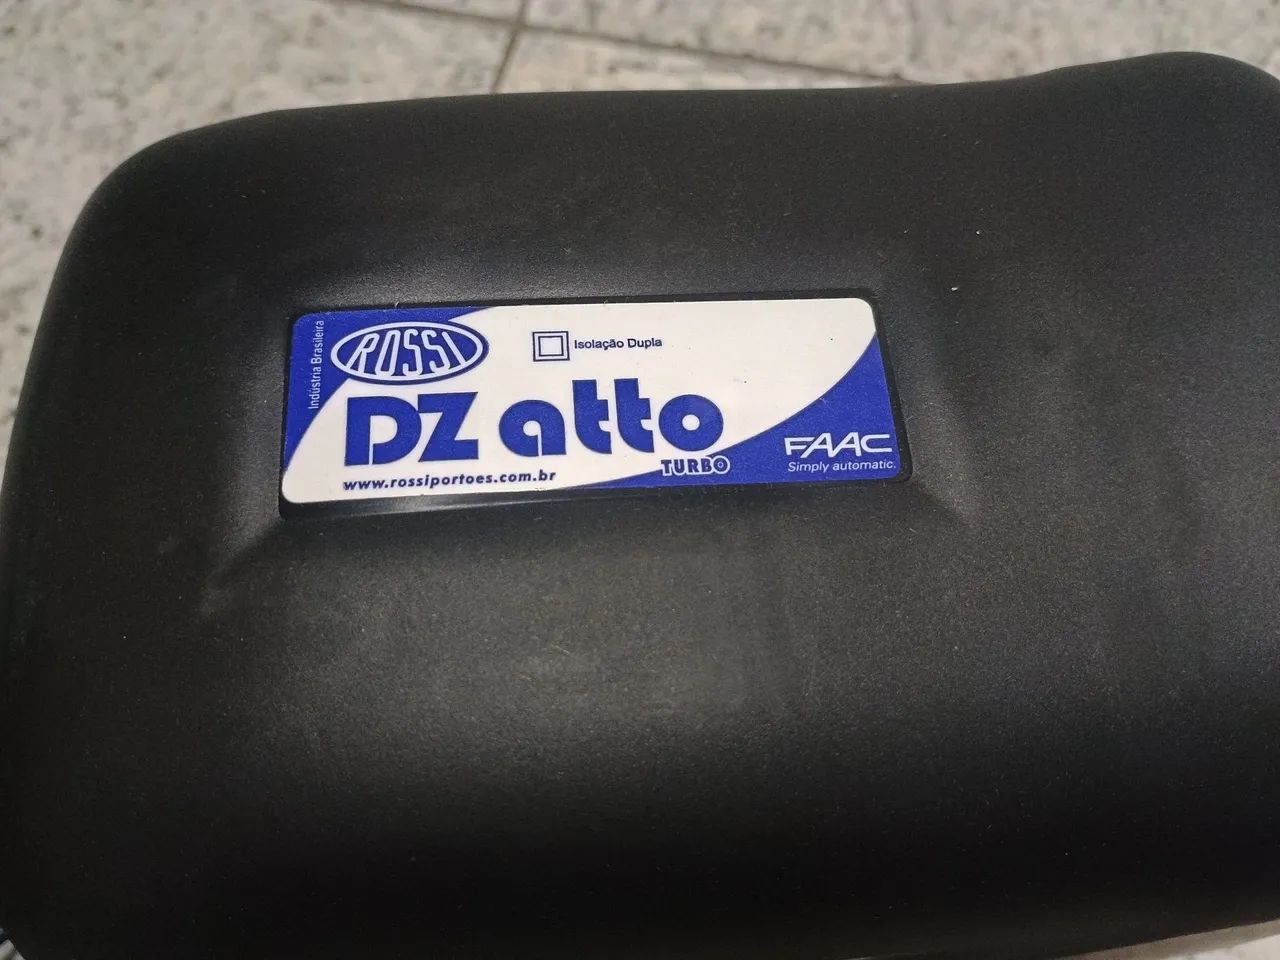 Indústria Brasileira
ROSSI
Isolação Dupla
DZ atto
TURBO
www.rossiportoes.com.br
FAAC
Simply automatic.